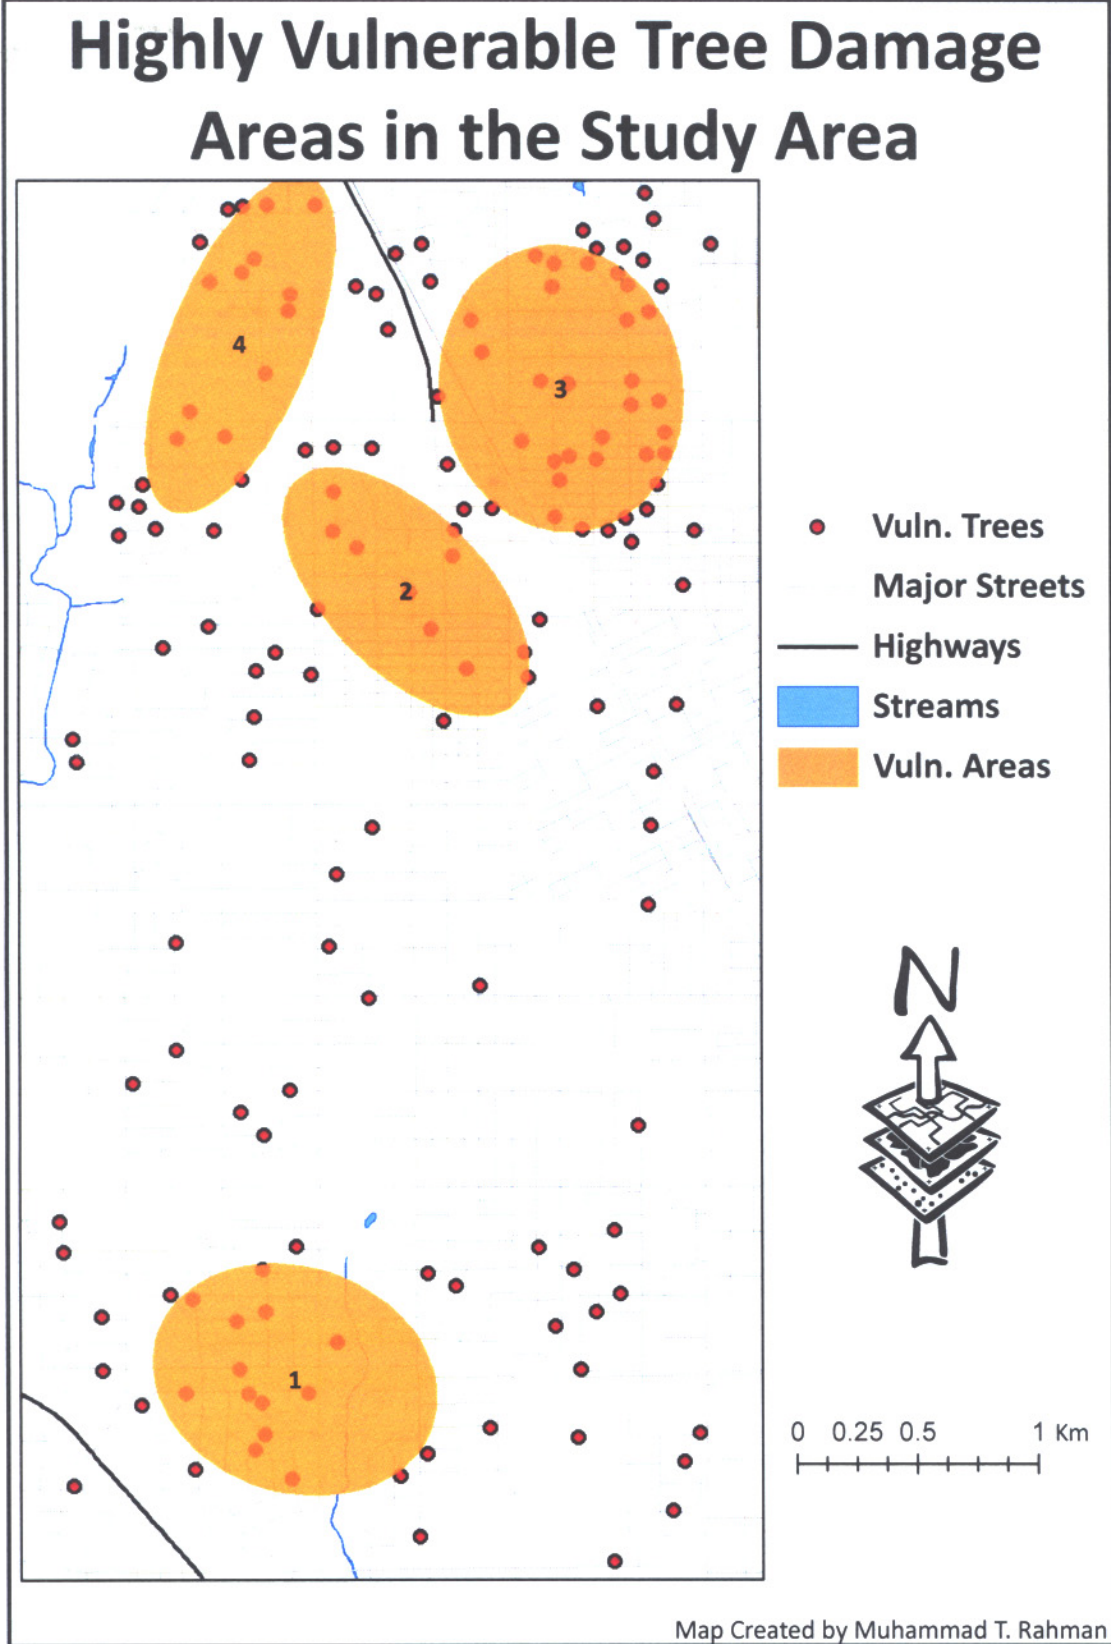 Highly Vulnerable Tree Damage
Areas in the Study Area
4
3
2
1
Vuln. Trees
Major Streets
Highways
Streams
Vuln. Areas
N
0 0.25 0.5 1 Km
Map Created by Muhammad T. Rahman